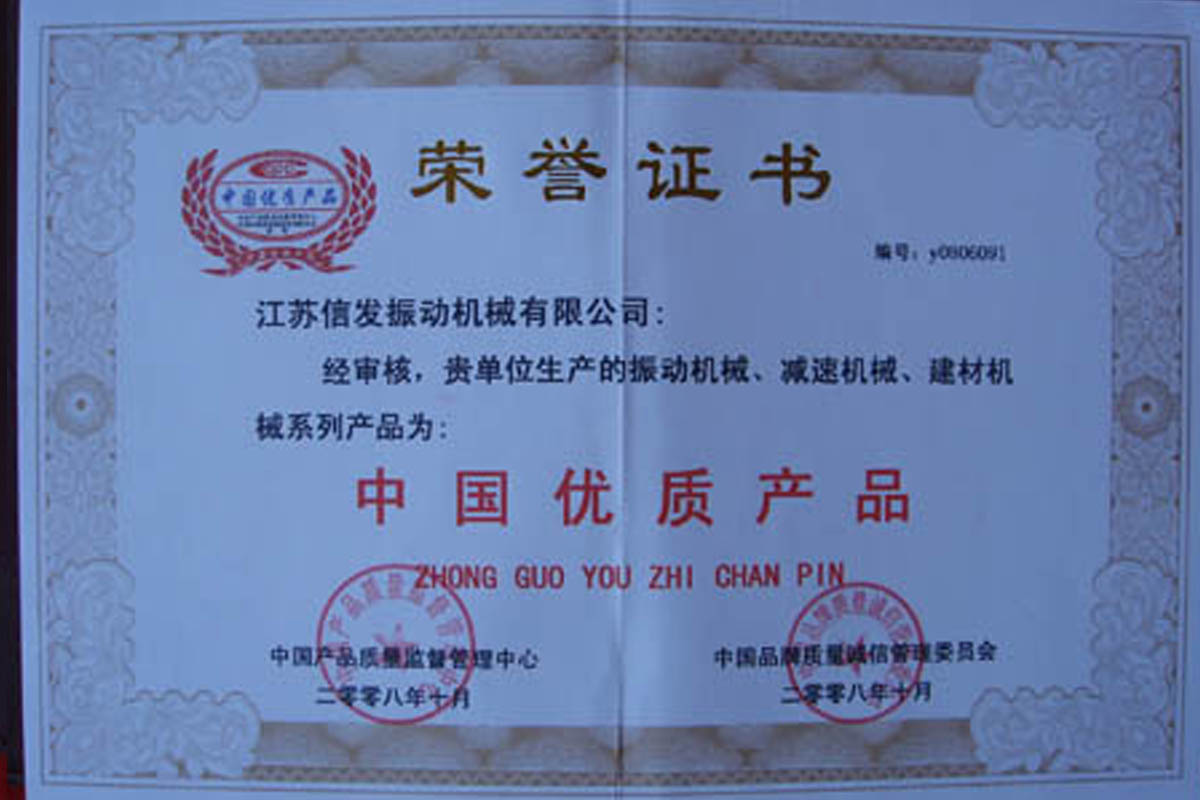 荣誉证书
中国优质产品
编号：y0806091
江苏信发振动机械有限公司：
经审核，贵单位生产的振动机械、减速机械、建材机
械系列产品为：
中国优质产品
ZHONG GUO YOU ZHI CHAN PIN
中国产品质量监督管理中心
二零零八年十月
中国品牌质量诚信管理委员会
二零零八年十月